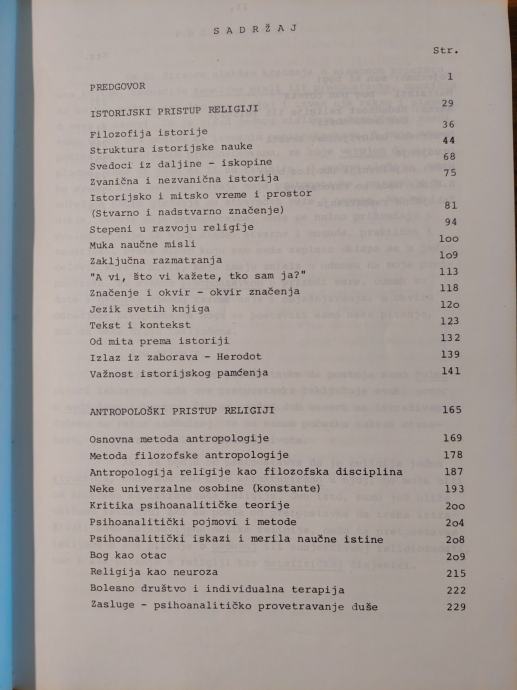 SADRŽAJ
Str.
PREDGOVOR 1
ISTORIJSKI PRISTUP RELIGIJI 29
Filozofija istorije 36
Struktura istorijske nauke 44
Svedoci iz daljine - iskopine 68
Zvanična i nezvanična istorija 75
Istorijsko i mitsko vreme i prostor
(Stvarno i nadstvarno značenje) 81
Stepeni u razvoju religije 94
Muka naučne misli loo
Zaključna razmatranja lo9
"A vi, što vi kažete, tko sam ja?" 113
Značenje i okvir - okvir značenja 118
Jezik svetih knjiga 12o
Tekst i kontekst 123
Od mita prema istoriji 132
Izlaz iz zaborava - Herodot 139
Važnost istorijskog pamćenja 141
ANTROPOLOŠKI PRISTUP RELIGIJI 165
Osnovna metoda antropologije 169
Metoda filozofske antropologije 178
Antropologija religije kao filozofska disciplina 187
Neke univerzalne osobine (konstante) 193
Kritika psihoanalitičke teorije 2oo
Psihoanalitički pojmovi i metode 2o4
Psihoanalitički iskazi i merila naučne istine 2o8
Bog kao otac 2o9
Religija kao neuroza 215
Bolesno društvo i individualna terapija 222
Zasluge - psihoanalitičko provetravanje duše 229